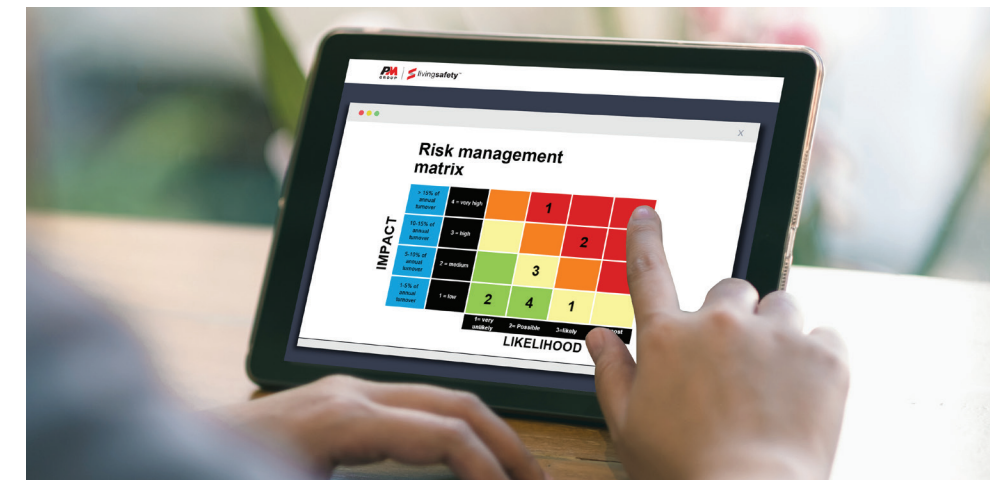 PM GROUP livingsafety™
X
Risk management
matrix
IMPACT
> 15% of
annual
turnover
4 = very high
1
10-15% of
annual
turnover
3 = high
2
5-10% of
annual
turnover
2 = medium
3
1-5% of
annual
turnover
1 = low
2 4 1
1= very
unlikely
2= Possible
3=likely
LIKELIHOOD